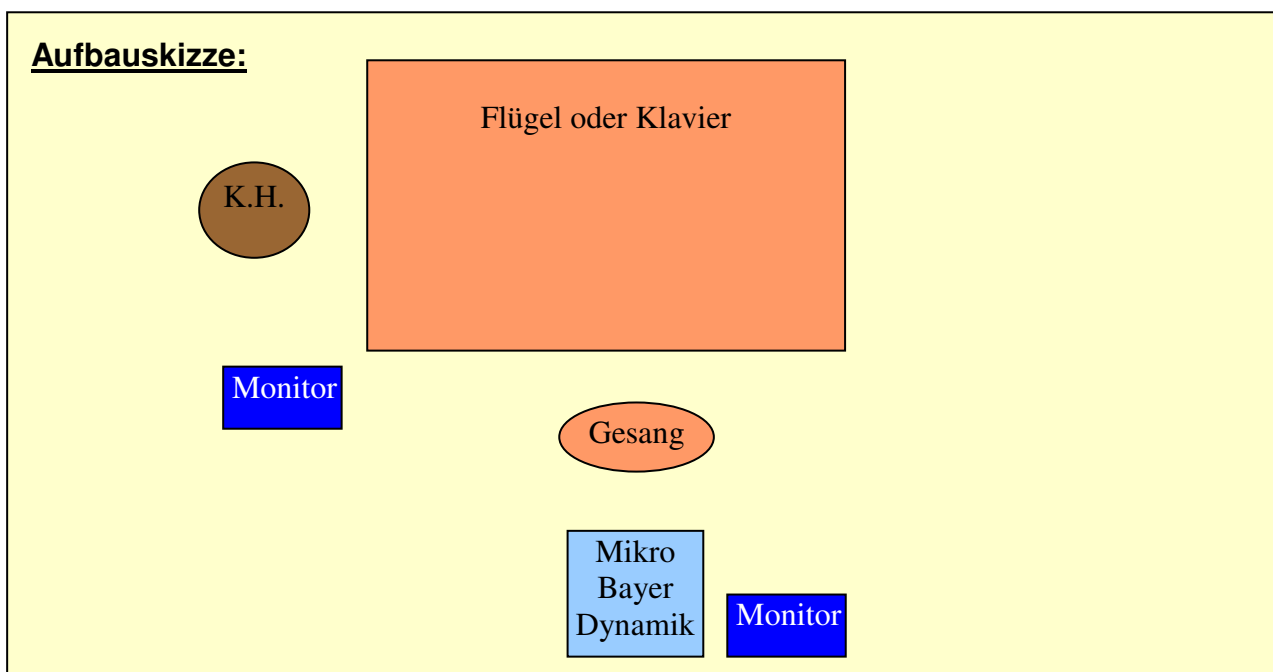 Aufbauskizze:
Flügel oder Klavier
K.H.
Monitor
Gesang
Mikro
Bayer
Dynamik
Monitor